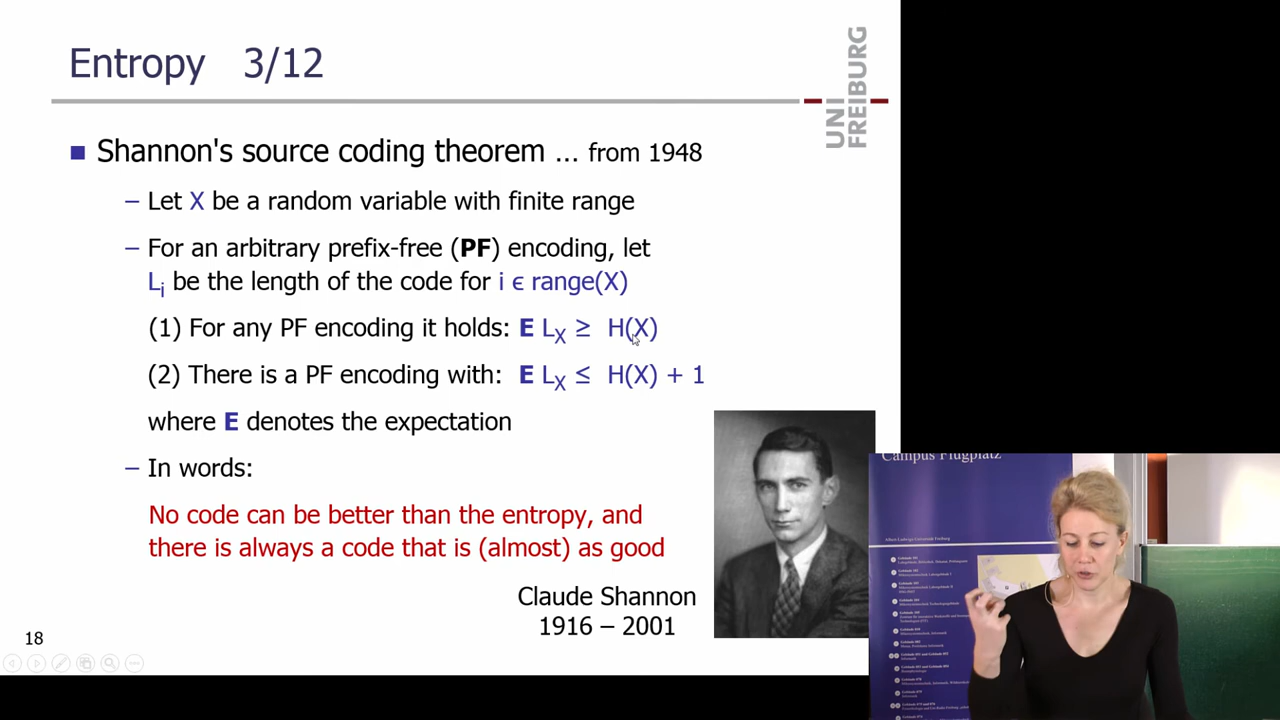 Entropy 3/12
UNI
FREIBURG
Shannon's source coding theorem … from 1948
– Let X be a random variable with finite range
– For an arbitrary prefix-free (PF) encoding, let
Li be the length of the code for i ϵ range(X)
(1) For any PF encoding it holds: E LX ≥ H(X)
(2) There is a PF encoding with: E LX ≤ H(X) + 1
where E denotes the expectation
– In words:
No code can be better than the entropy, and
there is always a code that is (almost) as good
Claude Shannon
1916 – 2001
18
Campus Flugplatz